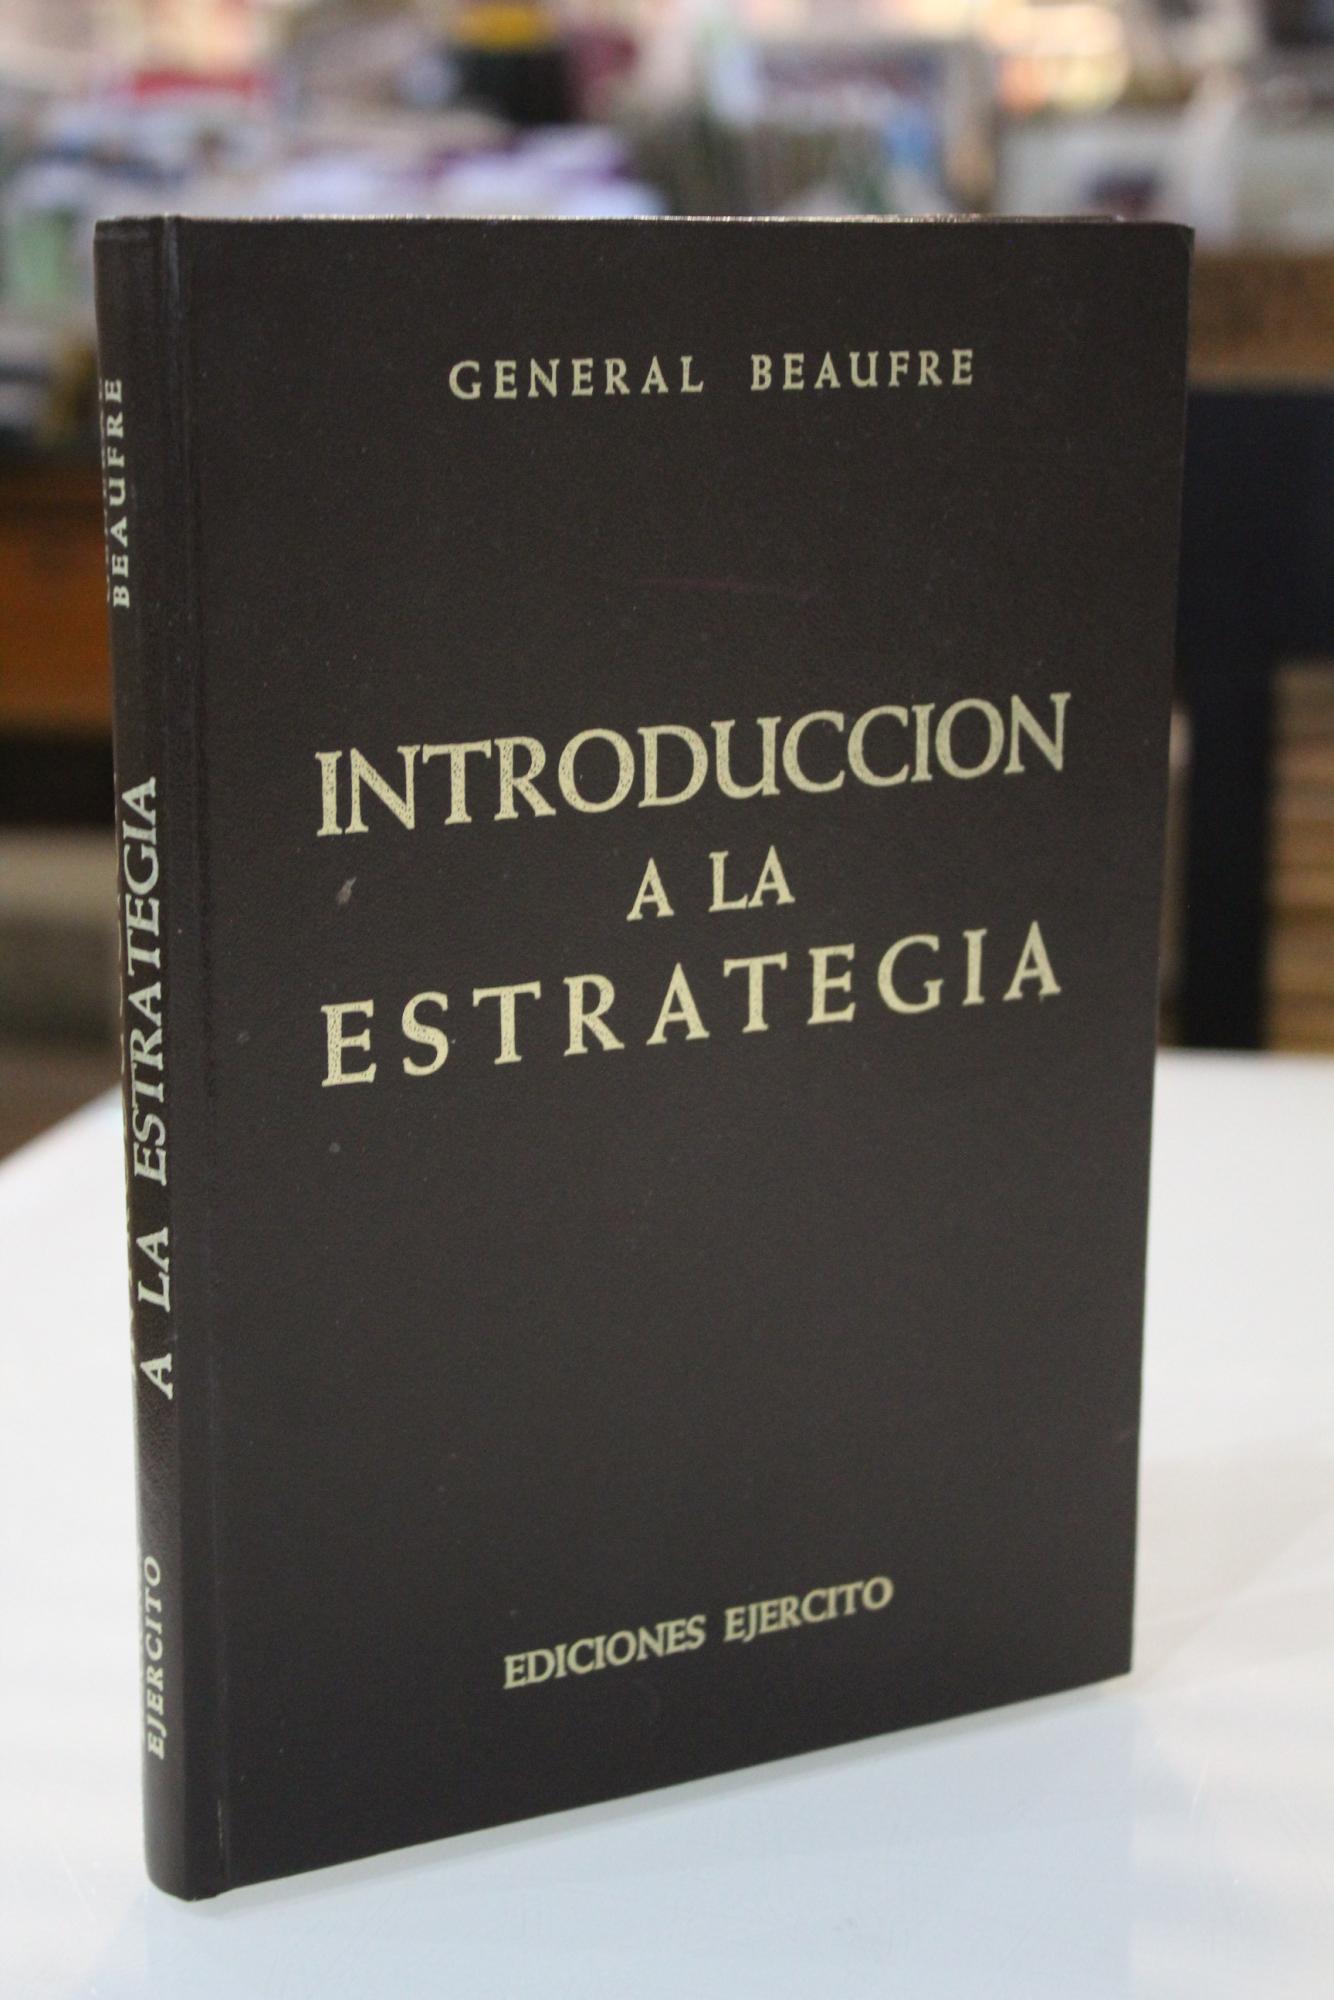 GENERAL BEAUFRE
INTRODUCCION
A LA
ESTRATEGIA
EDICIONES EJERCITO
BEAUFRE
A LA ESTRATEGIA
EJERCITO